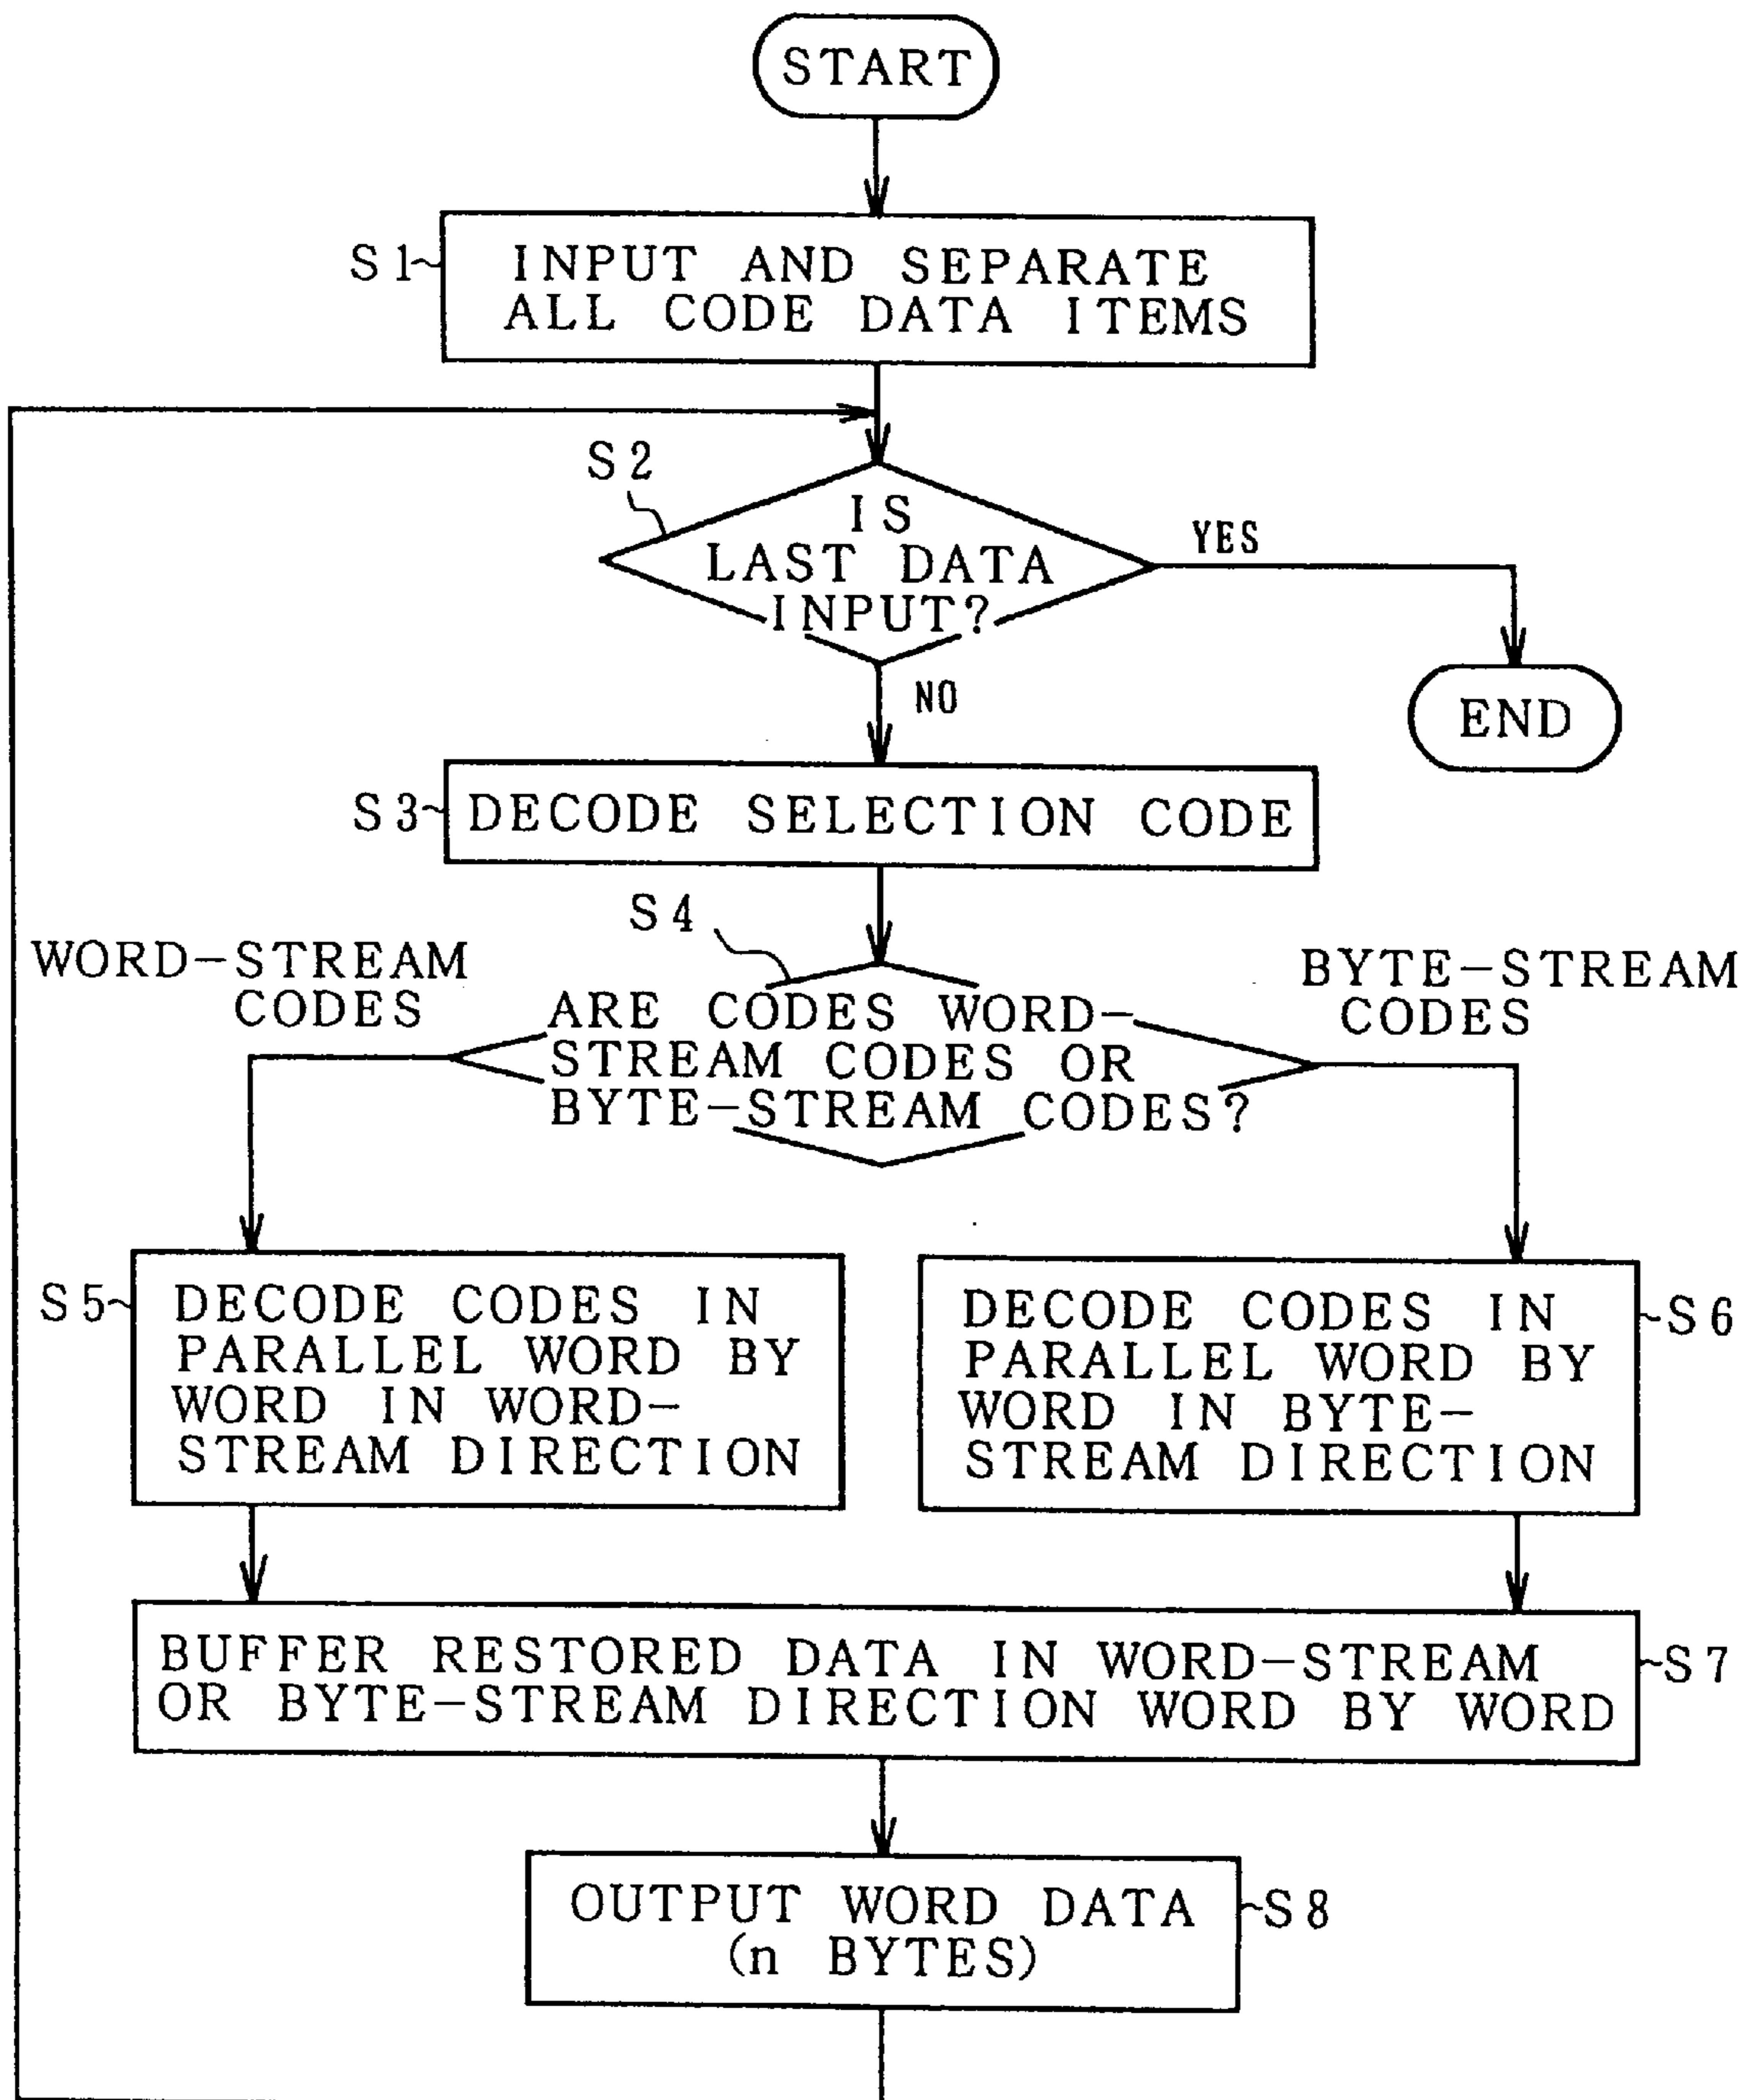 START
S1
INPUT AND SEPARATE
ALL CODE DATA ITEMS
S2
IS
LAST DATA
INPUT?
YES
END
NO
S3
DECODE SELECTION CODE
S4
WORD-STREAM
CODES
ARE CODES WORD-
STREAM CODES OR
BYTE-STREAM CODES?
BYTE-STREAM
CODES
S5
DECODE CODES IN
PARALLEL WORD BY
WORD IN WORD-
STREAM DIRECTION
DECODE CODES IN
PARALLEL WORD BY
WORD IN BYTE-
STREAM DIRECTION
S6
BUFFER RESTORED DATA IN WORD-STREAM
OR BYTE-STREAM DIRECTION WORD BY WORD
S7
OUTPUT WORD DATA
(n BYTES)
S8